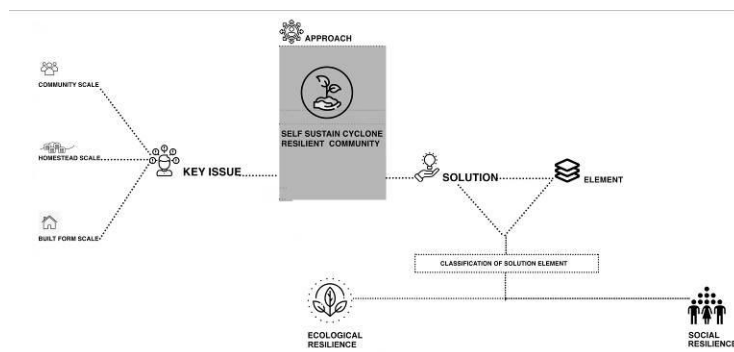 APPROACH
COMMUNITY SCALE
SELF SUSTAIN CYCLONE
RESILIENT COMMUNITY
HOMESTEAD SCALE
KEY ISSUE
SOLUTION
ELEMENT
BUILT FORM SCALE
CLASSIFICATION OF SOLUTION ELEMENT
ECOLOGICAL
RESILIENCE
SOCIAL
RESILIENCE